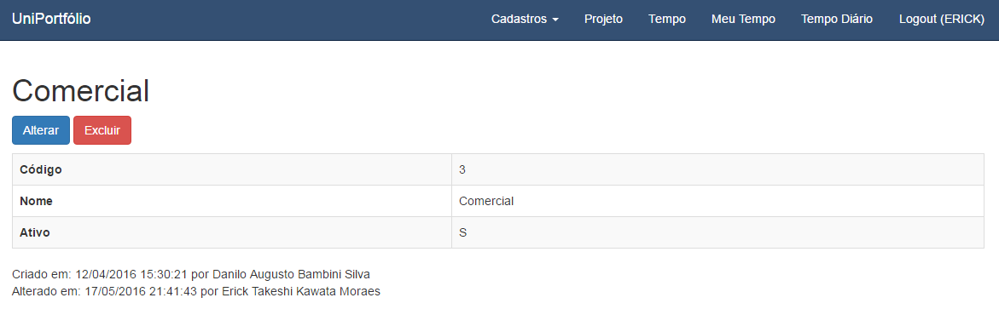 UniPortfólio Cadastros Projeto Tempo Meu Tempo Tempo Diário Logout (ERICK)
Comercial
Alterar Excluir
Código 3
Nome Comercial
Ativo S
Criado em: 12/04/2016 15:30:21 por Danilo Augusto Bambini Silva
Alterado em: 17/05/2016 21:41:43 por Erick Takeshi Kawata Moraes